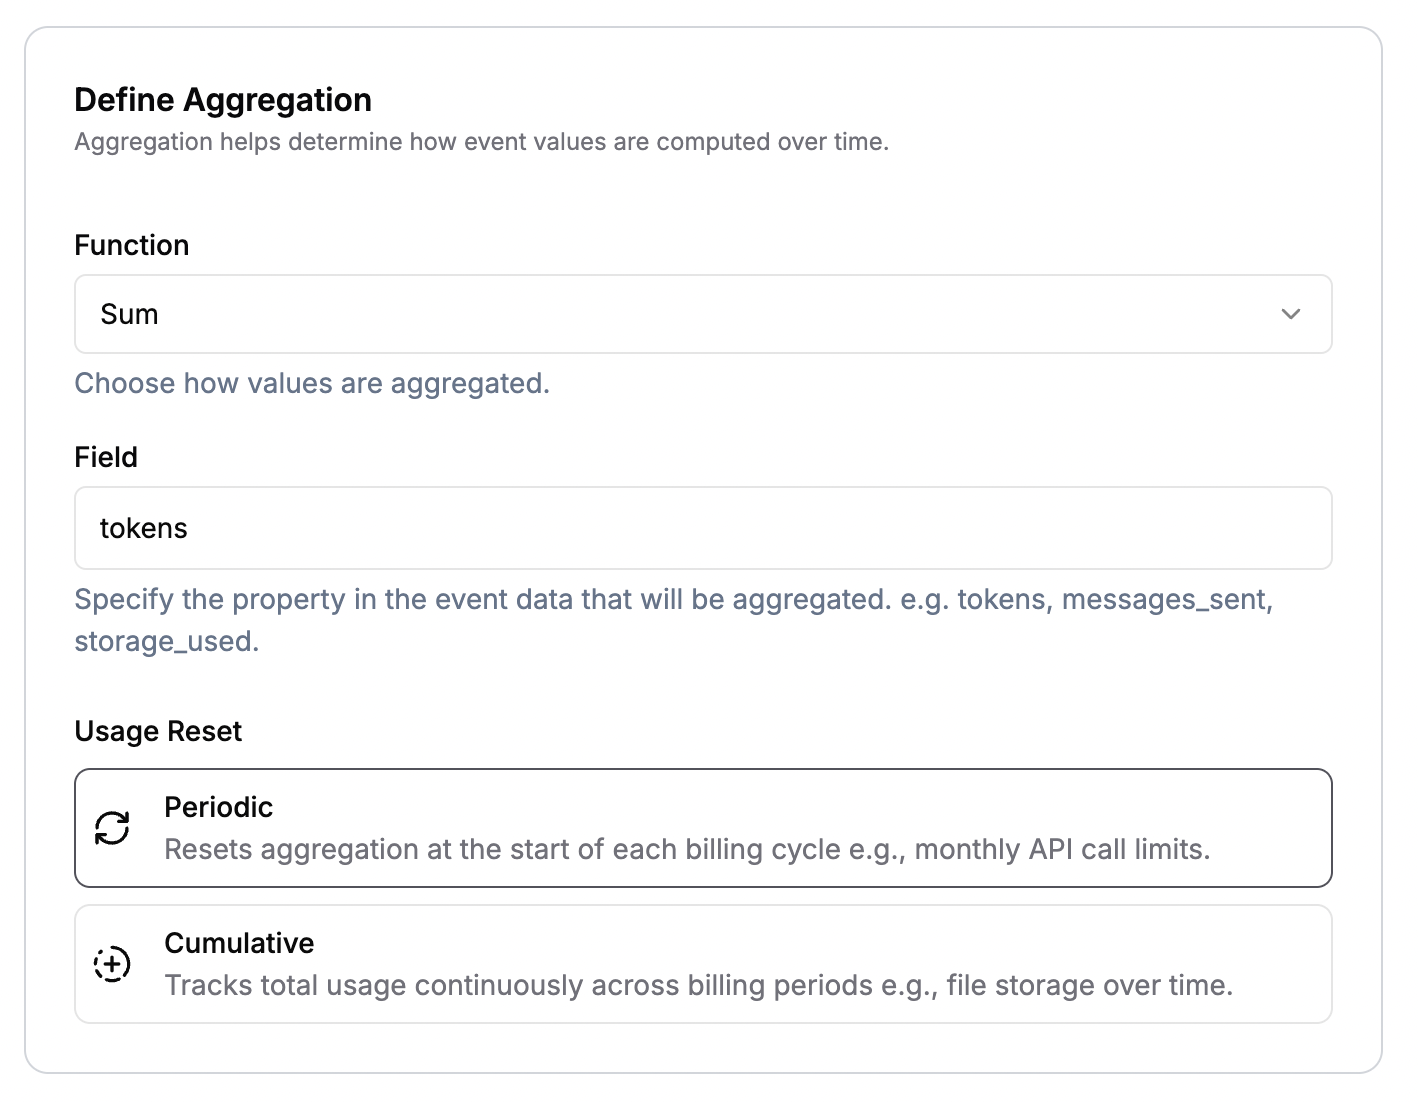 Define Aggregation
Aggregation helps determine how event values are computed over time.
Function
Sum
Choose how values are aggregated.
Field
tokens
Specify the property in the event data that will be aggregated. e.g. tokens, messages_sent,
storage_used.
Usage Reset
Periodic
Resets aggregation at the start of each billing cycle e.g., monthly API call limits.
Cumulative
Tracks total usage continuously across billing periods e.g., file storage over time.